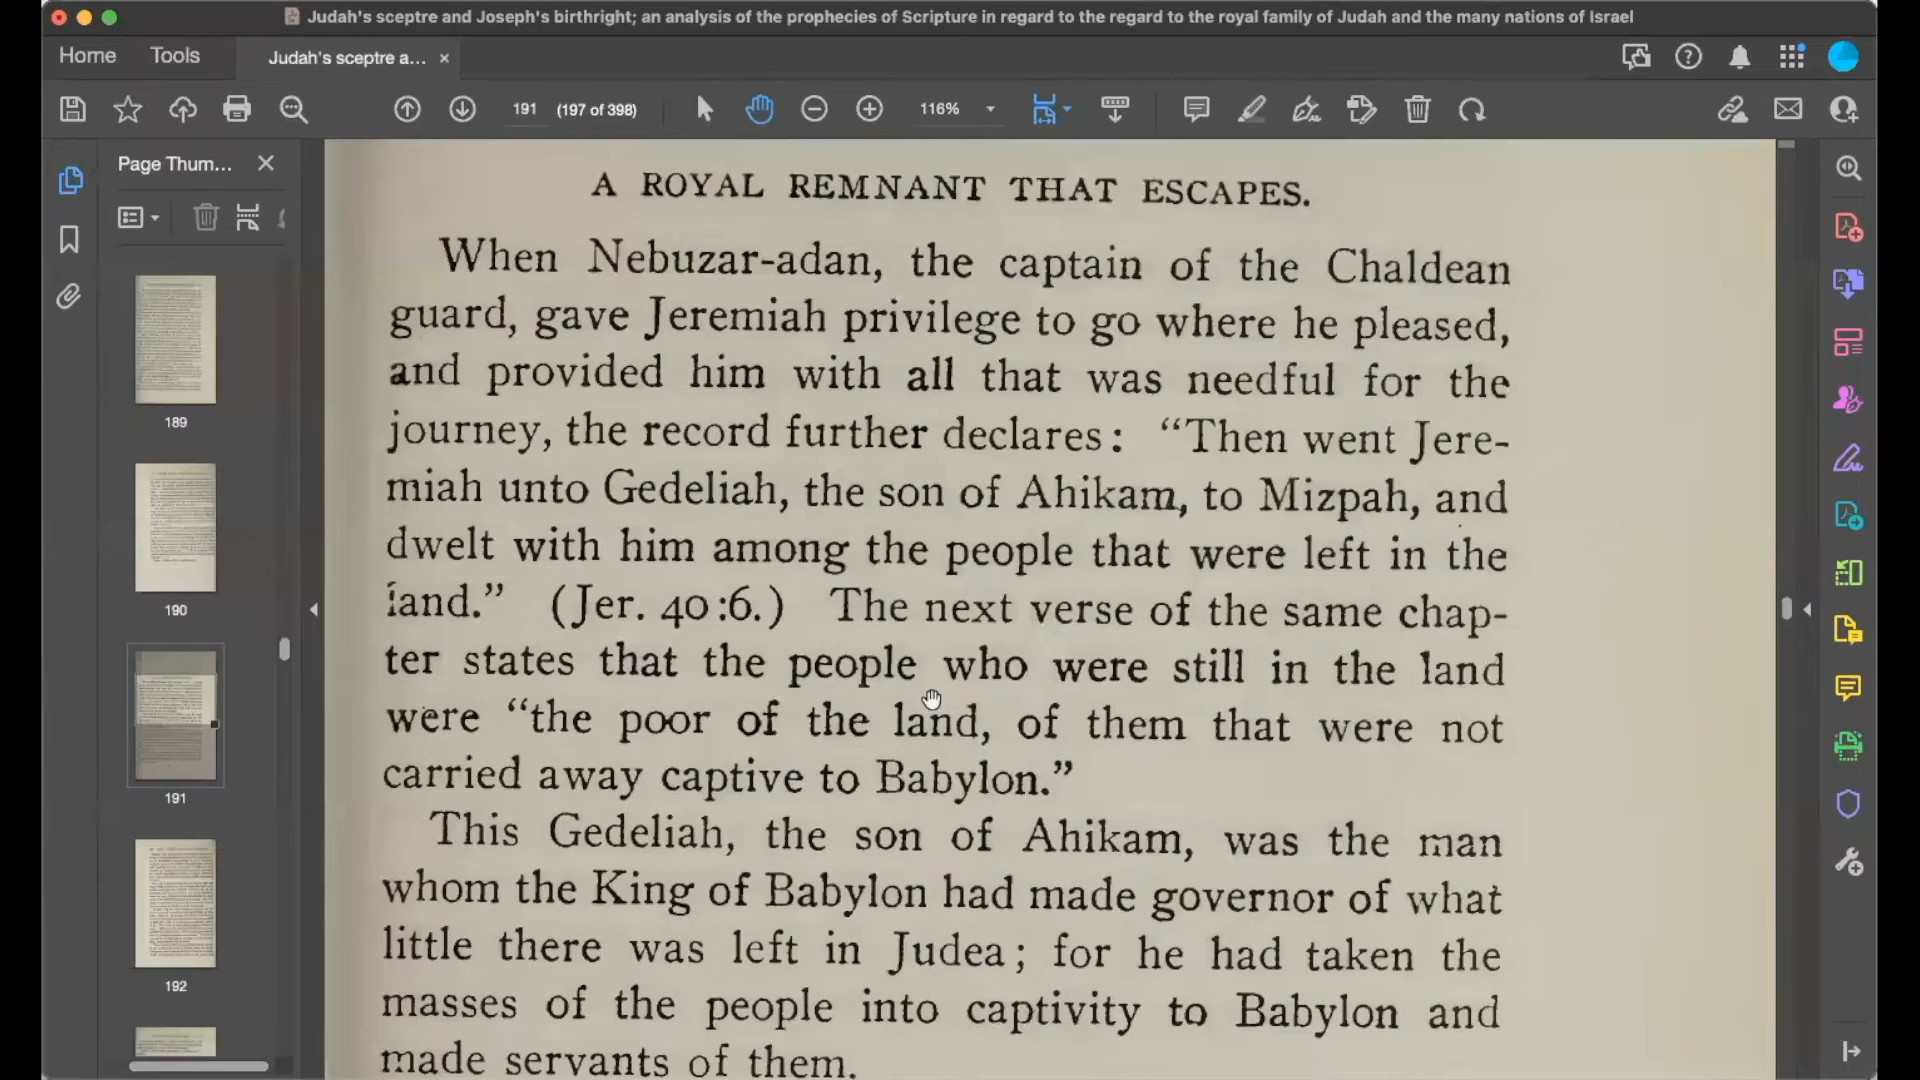 Judah's sceptre and Joseph's birthright; an analysis of the prophecies of Scripture in regard to the regard to the royal family of Judah and the many nations of Israel
Home Tools Judah's sceptre a...
191 (197 of 398) 116%
Page Thum...
189
190
191
192
A ROYAL REMNANT THAT ESCAPES.
When Nebuzar-adan, the captain of the Chaldean
guard, gave Jeremiah privilege to go where he pleased,
and provided him with all that was needful for the
journey, the record further declares: "Then went Jere-
miah unto Gedeliah, the son of Ahikam, to Mizpah, and
dwelt with him among the people that were left in the
land." (Jer. 40:6.) The next verse of the same chap-
ter states that the people who were still in the land
were "the poor of the land, of them that were not
carried away captive to Babylon."
This Gedeliah, the son of Ahikam, was the man
whom the King of Babylon had made governor of what
little there was left in Judea; for he had taken the
masses of the people into captivity to Babylon and
made servants of them.